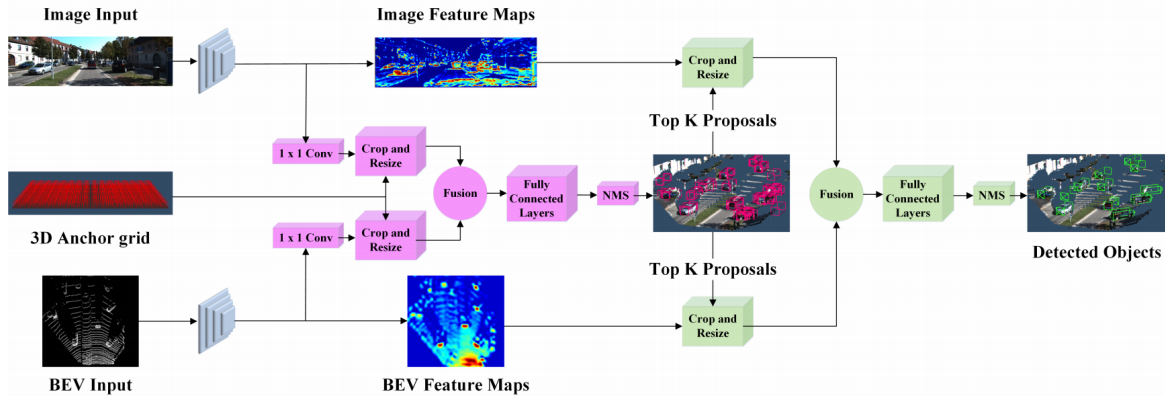 Image Input
Image Feature Maps
Crop and
Resize
Top K Proposals
1 x 1 Conv
Crop and
Resize
Fusion
Fully
Connected
Layers
NMS
Fusion
Fully
Connected
Layers
NMS
3D Anchor grid
1 x 1 Conv
Crop and
Resize
Detected Objects
Top K Proposals
Crop and
Resize
BEV Input
BEV Feature Maps